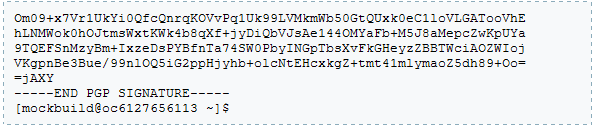 Om09+x7Vr1UkYi0QfcQnrqKOVvPq1Uk99LVMkmWb50GtQUxk0eC1loVLGATooVhE
hLNMWok0hOJtmsWxtKWk4b8qXf+jyDiQbVJsAe144OMYaFb+M5J8aMepcZwKpUYa
9TQEFSnMzyBm+IxzeDsPYBfnTa74SW0PbyINGpTbsXvFkGHeyzZBBTWciAOZWIoj
VKgpnBe3Bue/99nlOQ5iG2ppHjyhb+olcNtEHcxkgZ+tmt41mlymaoZ5dh89+Oo=
=jAXY
-----END PGP SIGNATURE-----
[mockbuild@oc6127656113 ~]$